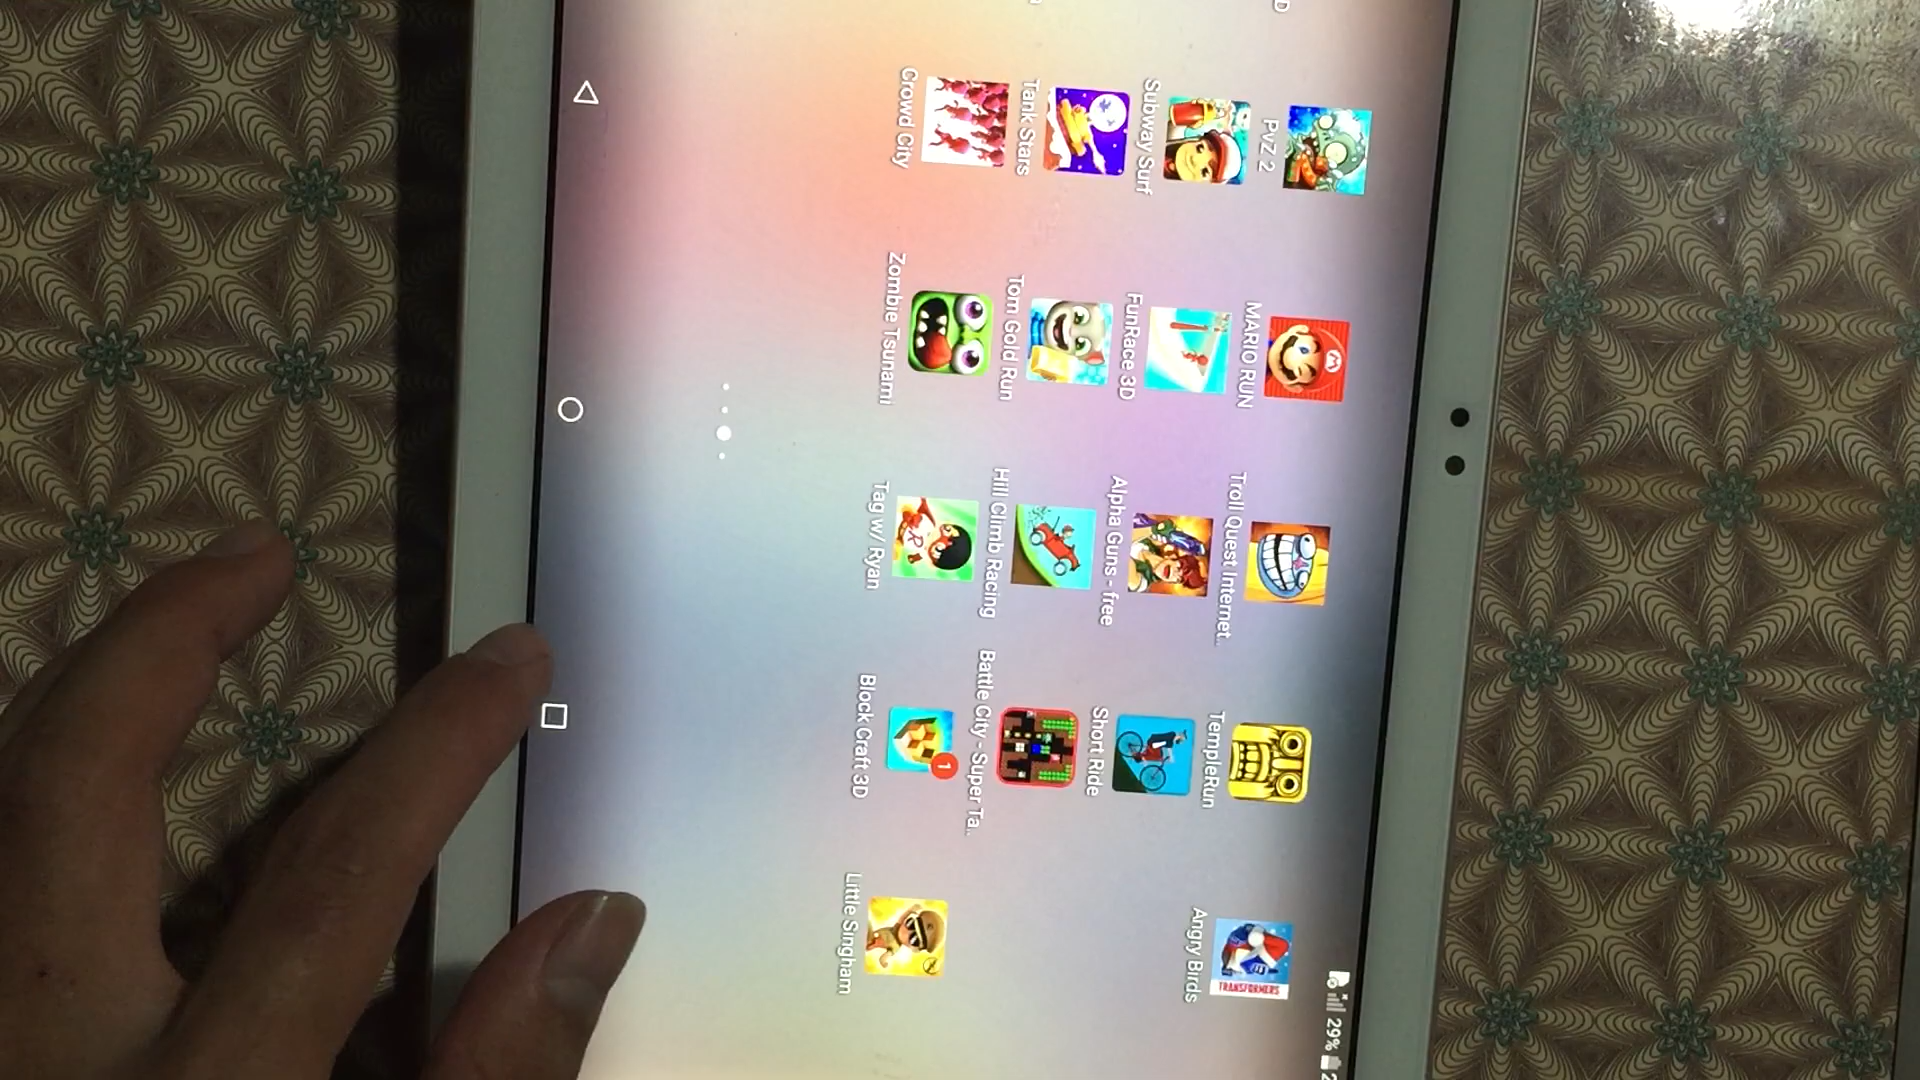 29%
PvZ 2
MARIO RUN
Troll Quest Internet..
TempleRun
Angry Birds
TRANSFORMERS
Subway Surf
FunRace 3D
Alpha Guns - free
Short Ride
Tank Stars
Tom Gold Run
Hill Climb Racing
Battle City - Super Ta..
Crowd City
Zombie Tsunami
Tag w/ Ryan
Block Craft 3D
1
Little Singham